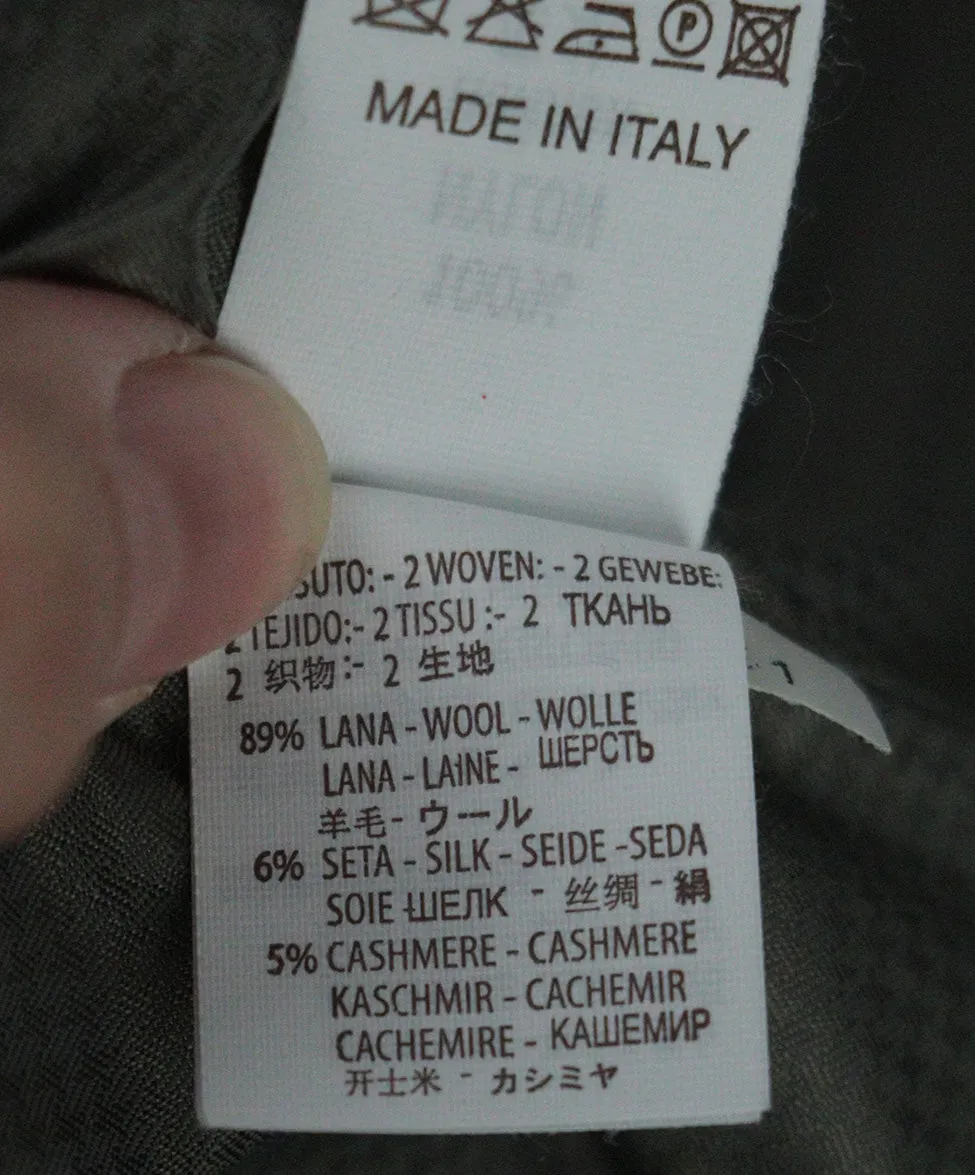 P
MADE IN ITALY
SUTO: - 2 WOVEN: - 2 GEWEBE:
2 TEJIDO:- 2 TISSU :- 2 ТКАНЬ
2 织物:- 2 生地
89% LANA - WOOL - WOLLE
LANA - LAINE - ШЕРСТЬ
羊毛- ウール
6% SETA - SILK - SEIDE -SEDA
SOIE -ШЕЛК - 丝绸 - 絹
5% CASHMERE - CASHMERE
KASCHMIR - CACHEMIR
CACHEMIRE - КАШЕМИР
开士米 - カシミヤ